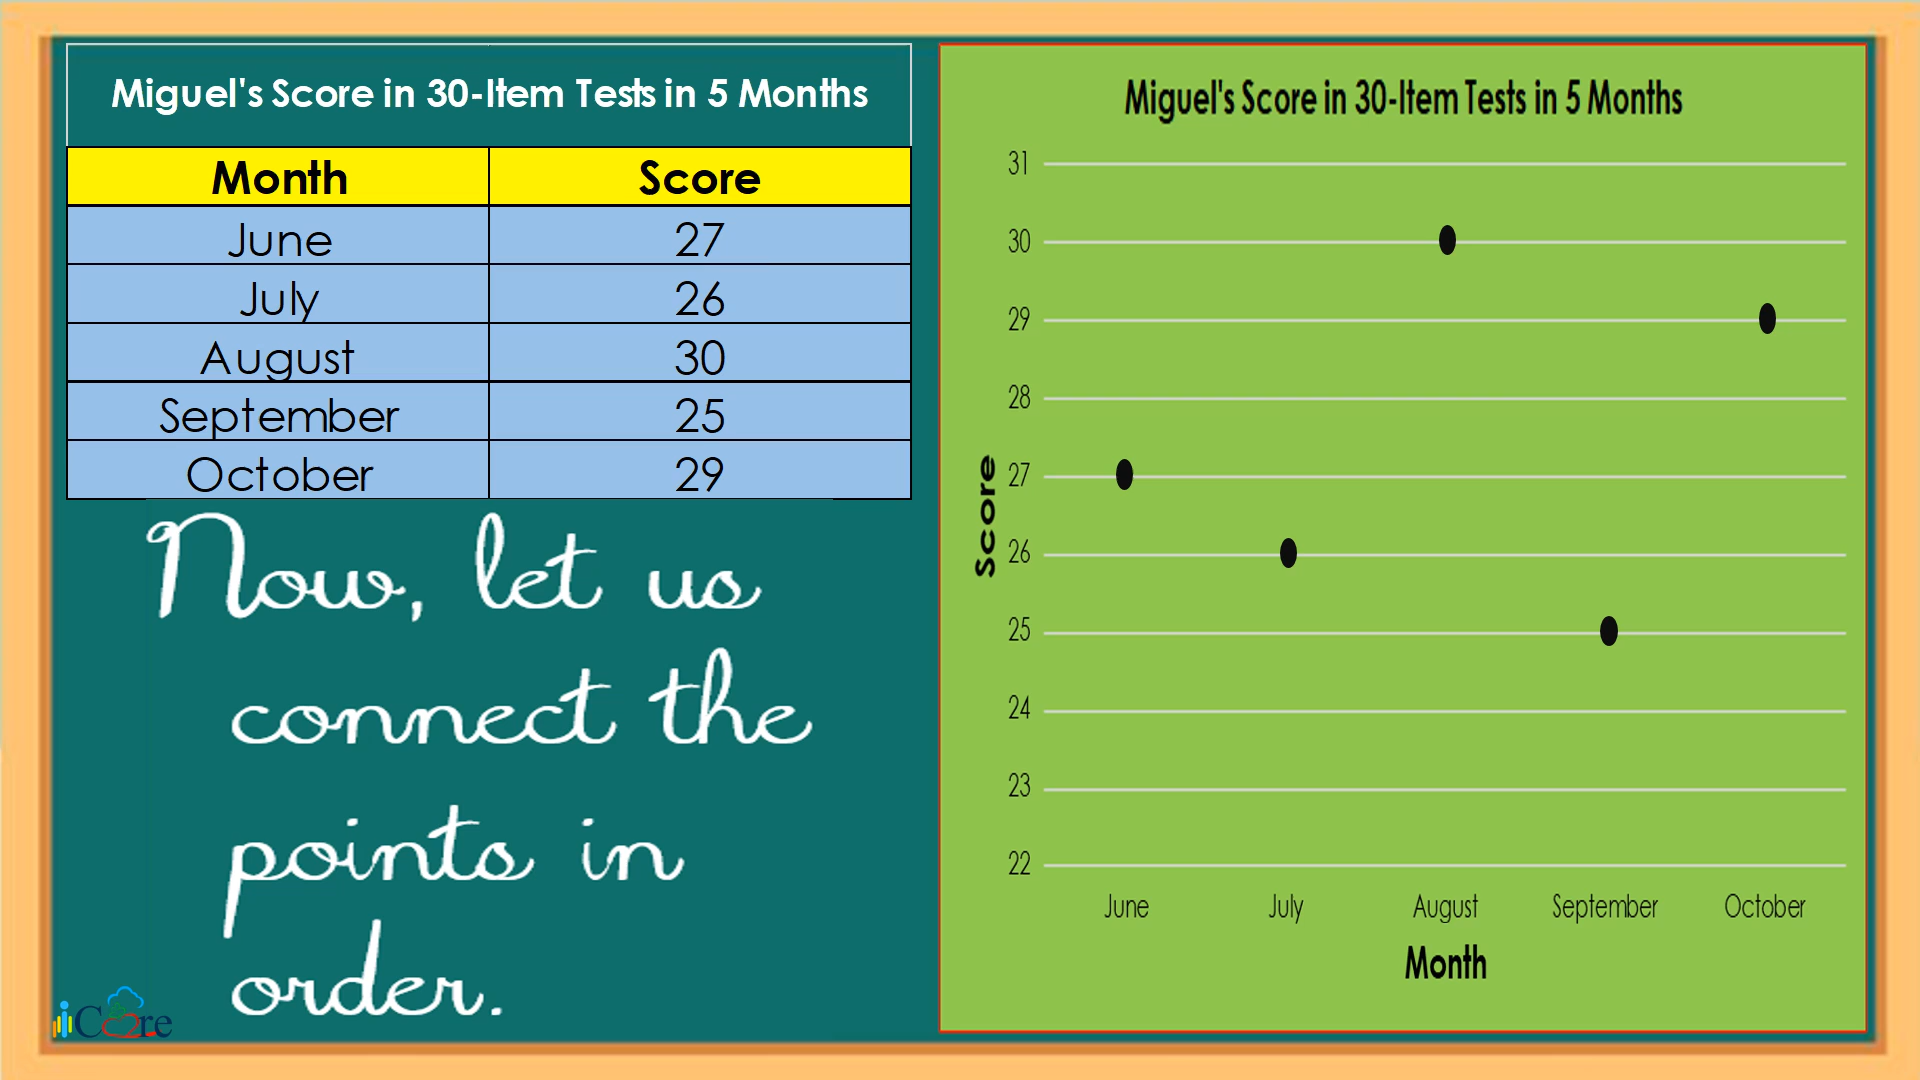 Miguel's Score in 30-Item Tests in 5 Months
Month Score
June 27
July 26
August 30
September 25
October 29
Now, let us
connect the
points in
order.
iCare
Miguel's Score in 30-Item Tests in 5 Months
31
30
29
28
27
26
25
24
23
22
Score
June July August September October
Month